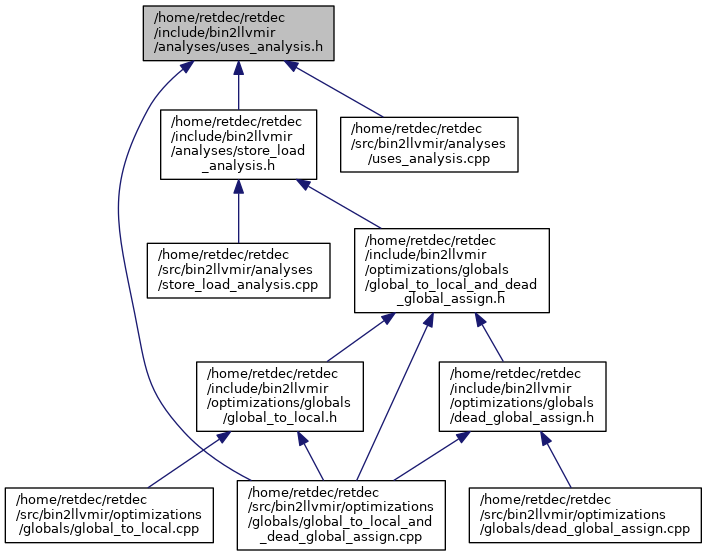 /home/retdec/retdec
/include/bin2llvmir
/analyses/uses_analysis.h
/home/retdec/retdec
/include/bin2llvmir
/analyses/store_load
_analysis.h
/home/retdec/retdec
/src/bin2llvmir/analyses
/uses_analysis.cpp
/home/retdec/retdec
/src/bin2llvmir/analyses
/store_load_analysis.cpp
/home/retdec/retdec
/include/bin2llvmir
/optimizations/globals
/global_to_local_and_dead
_global_assign.h
/home/retdec/retdec
/include/bin2llvmir
/optimizations/globals
/global_to_local.h
/home/retdec/retdec
/include/bin2llvmir
/optimizations/globals
/dead_global_assign.h
/home/retdec/retdec
/src/bin2llvmir/optimizations
/globals/global_to_local.cpp
/home/retdec/retdec
/src/bin2llvmir/optimizations
/globals/global_to_local_and
_dead_global_assign.cpp
/home/retdec/retdec
/src/bin2llvmir/optimizations
/globals/dead_global_assign.cpp